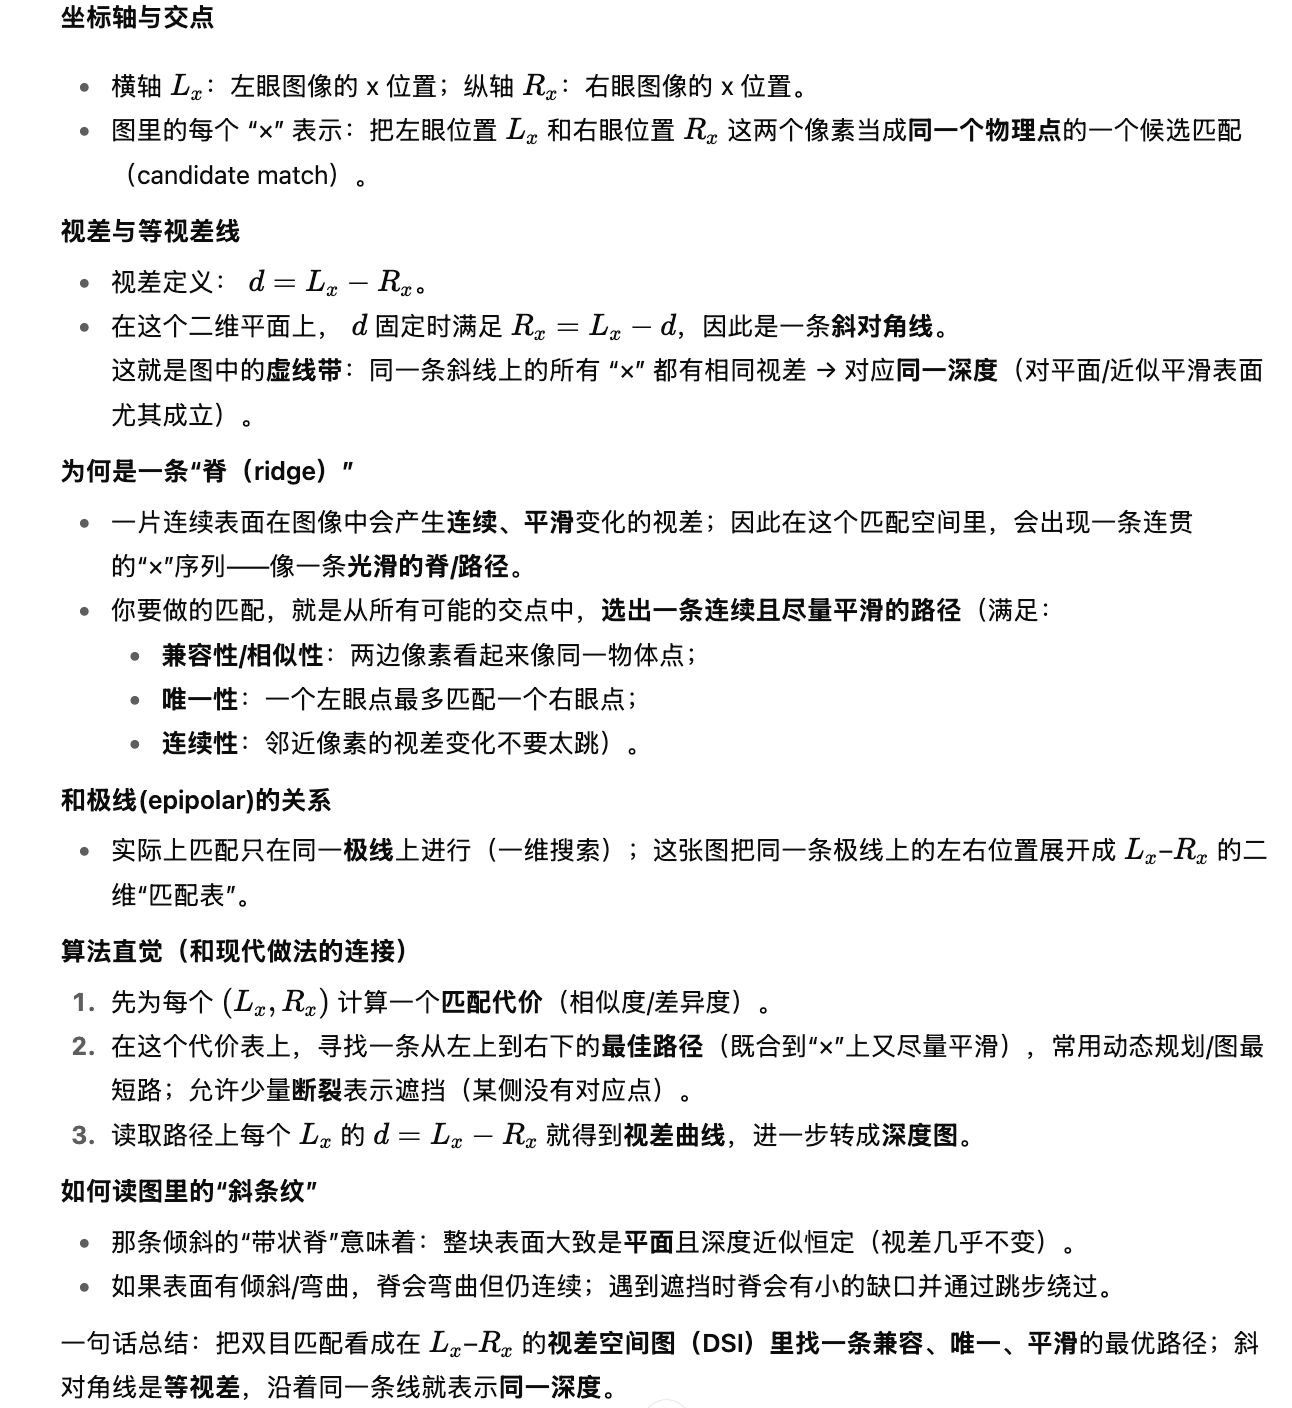 坐标轴与交点
横轴 Lₓ：左眼图像的 x 位置；纵轴 Rₓ：右眼图像的 x 位置。
图里的每个 “×” 表示：把左眼位置 Lₓ 和右眼位置 Rₓ 这两个像素当成同一个物理点的一个候选匹配
（candidate match）。
视差与等视差线
视差定义： d = Lₓ − Rₓ。
在这个二维平面上， d 固定时满足 Rₓ = Lₓ − d，因此是一条斜对角线。
这就是图中的虚线带：同一条斜线上的所有 “×” 都有相同视差 → 对应同一深度（对平面/近似平滑表面
尤其成立）。
为何是一条“脊（ridge）”
一片连续表面在图像中会产生连续、平滑变化的视差；因此在这个匹配空间里，会出现一条连贯
的“×”序列——像一条光滑的脊/路径。
你要做的匹配，就是从所有可能的交点中，选出一条连续且尽量平滑的路径（满足：
兼容性/相似性：两边像素看起来像同一物体点；
唯一性：一个左眼点最多匹配一个右眼点；
连续性：邻近像素的视差变化不要太跳）。
和极线(epipolar)的关系
实际上匹配只在同一极线上进行（一维搜索）；这张图把同一条极线上的左右位置展开成 Lₓ–Rₓ 的二
维“匹配表”。
算法直觉（和现代做法的连接）
1. 先为每个 (Lₓ, Rₓ) 计算一个匹配代价（相似度/差异度）。
2. 在这个代价表上，寻找一条从左上到右下的最佳路径（既合到“×”上又尽量平滑），常用动态规划/图最
短路；允许少量断裂表示遮挡（某侧没有对应点）。
3. 读取路径上每个 Lₓ 的 d = Lₓ − Rₓ 就得到视差曲线，进一步转成深度图。
如何读图里的“斜条纹”
那条倾斜的“带状脊”意味着：整块表面大致是平面且深度近似恒定（视差几乎不变）。
如果表面有倾斜/弯曲，脊会弯曲但仍连续；遇到遮挡时脊会有小的缺口并通过跳步绕过。
一句话总结：把双目匹配看成在 Lₓ–Rₓ 的视差空间图（DSI）里找一条兼容、唯一、平滑的最优路径；斜
对角线是等视差，沿着同一条线就表示同一深度。